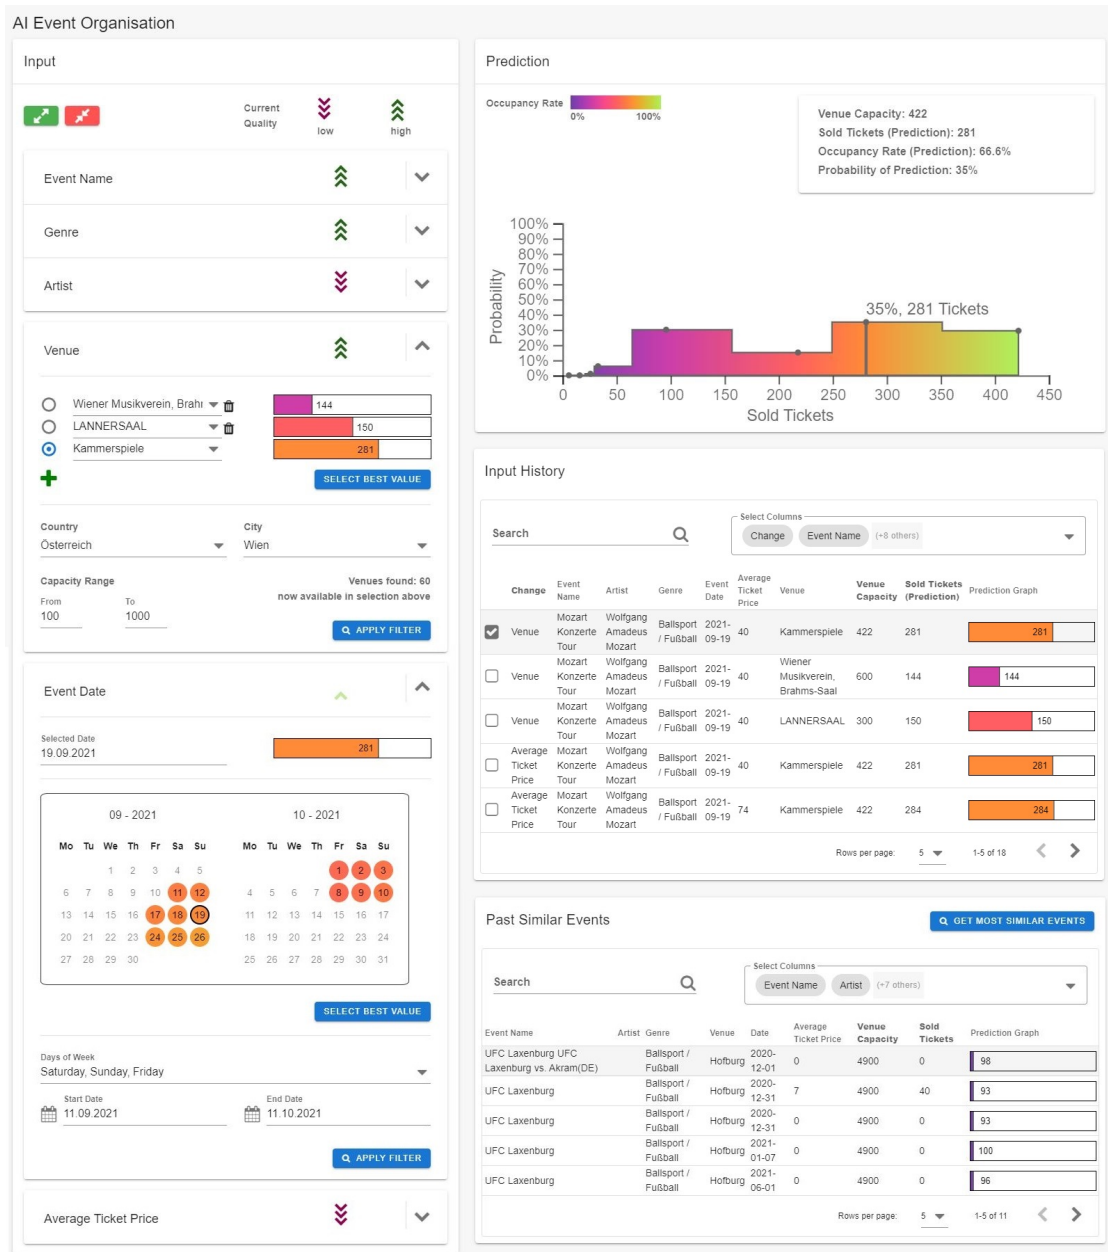 AI Event Organisation
Input
Current
Quality
low
high
Event Name
Genre
Artist
Venue
Wiener Musikverein, Brahı
144
LANNERSAAL
150
Kammerspiele
281
SELECT BEST VALUE
Country
Österreich
City
Wien
Capacity Range
From
100
To
1000
Venues found: 60
now available in selection above
APPLY FILTER
Event Date
Selected Date
19.09.2021
281
09 - 2021
Mo Tu We Th Fr Sa Su
1 2 3 4 5
6 7 8 9 10 11 12
13 14 15 16 17 18 19
20 21 22 23 24 25 26
27 28 29 30
10 - 2021
Mo Tu We Th Fr Sa Su
1 2 3
4 5 6 7 8 9 10
11 12 13 14 15 16 17
18 19 20 21 22 23 24
25 26 27 28 29 30 31
SELECT BEST VALUE
Days of Week
Saturday, Sunday, Friday
Start Date
11.09.2021
End Date
11.10.2021
APPLY FILTER
Average Ticket Price
Prediction
Occupancy Rate
0% 100%
Venue Capacity: 422
Sold Tickets (Prediction): 281
Occupancy Rate (Prediction): 66.6%
Probability of Prediction: 35%
Probability
100%
90%
80%
70%
60%
50%
40%
30%
20%
10%
0%
35%, 281 Tickets
0 50 100 150 200 250 300 350 400 450
Sold Tickets
Input History
Search
Select Columns
Change Event Name (+8 others)
Change Event Name Artist Genre Event Date Average Ticket Price Venue Venue Capacity Sold Tickets (Prediction) Prediction Graph
Venue Mozart Konzerte Tour Wolfgang Amadeus Mozart Ballsport / Fußball 2021-09-19 40 Kammerspiele 422 281 281
Venue Mozart Konzerte Tour Wolfgang Amadeus Mozart Ballsport / Fußball 2021-09-19 40 Wiener Musikverein, Brahms-Saal 600 144 144
Venue Mozart Konzerte Tour Wolfgang Amadeus Mozart Ballsport / Fußball 2021-09-19 40 LANNERSAAL 300 150 150
Average Ticket Price Mozart Konzerte Tour Wolfgang Amadeus Mozart Ballsport / Fußball 2021-09-19 40 Kammerspiele 422 281 281
Average Ticket Price Mozart Konzerte Tour Wolfgang Amadeus Mozart Ballsport / Fußball 2021-09-19 74 Kammerspiele 422 284 284
Rows per page: 5 1-5 of 18
Past Similar Events
GET MOST SIMILAR EVENTS
Search
Select Columns
Event Name Artist (+7 others)
Event Name Artist Genre Venue Date Average Ticket Price Venue Capacity Sold Tickets Prediction Graph
UFC Laxenburg UFC Laxenburg vs. Akram(DE) Ballsport / Fußball Hofburg 2020-12-01 0 4900 0 98
UFC Laxenburg Ballsport / Fußball Hofburg 2020-12-31 7 4900 40 93
UFC Laxenburg Ballsport / Fußball Hofburg 2020-12-31 0 4900 0 93
UFC Laxenburg Ballsport / Fußball Hofburg 2021-01-07 0 4900 0 100
UFC Laxenburg Ballsport / Fußball Hofburg 2021-06-01 0 4900 0 96
Rows per page: 5 1-5 of 11